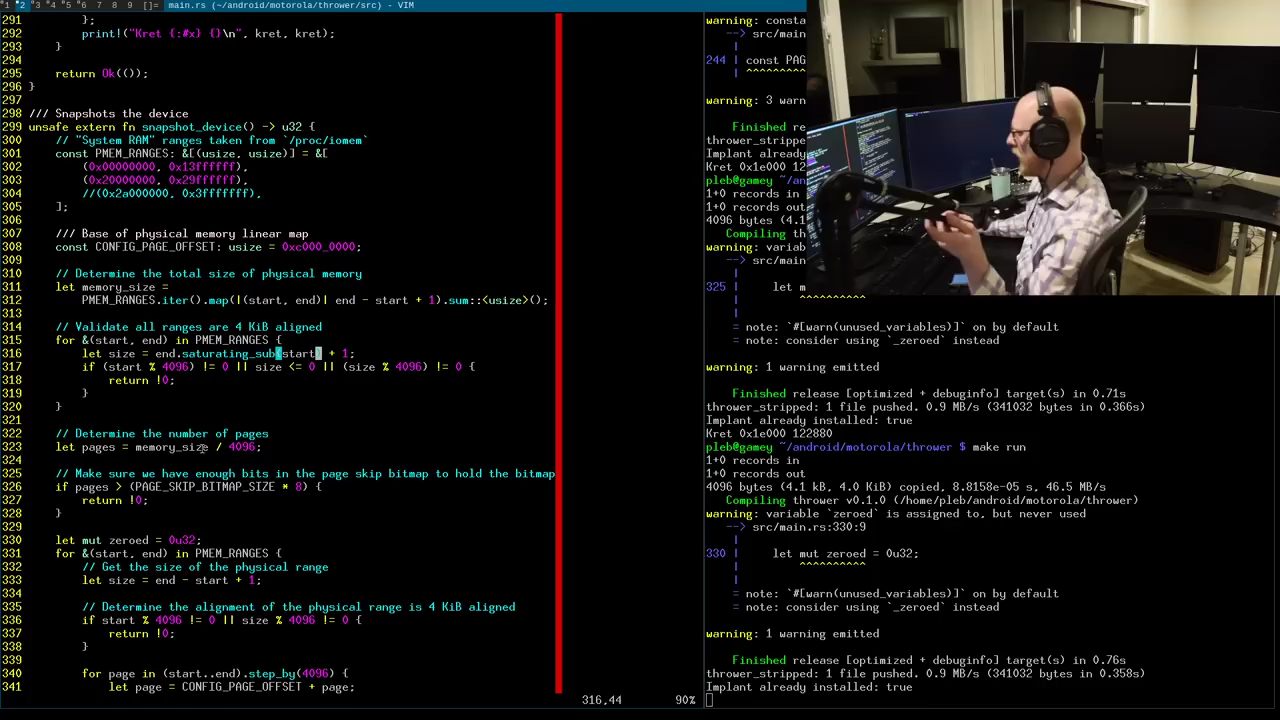 1 2 3 4 5 6 7 8 9 []= main.rs (~/android/motorola/thrower/src) - VIM
291         };
292         print!("Kret {:#x} {}\n", kret, kret);
293     }
294
295     return Ok(());
296 }
297
298 /// Snapshots the device
299 unsafe extern fn snapshot_device() -> u32 {
300     // "System RAM" ranges taken from `/proc/iomem`
301     const PMEM_RANGES: &[(usize, usize)] = &[
302         (0x00000000, 0x13ffffff),
303         (0x20000000, 0x29ffffff),
304         //(0x2a000000, 0x3fffffff),
305     ];
306
307     /// Base of physical memory linear map
308     const CONFIG_PAGE_OFFSET: usize = 0xc000_0000;
309
310     // Determine the total size of physical memory
311     let memory_size =
312         PMEM_RANGES.iter().map(|(start, end)| end - start + 1).sum::<usize>();
313
314     // Validate all ranges are 4 KiB aligned
315     for &(start, end) in PMEM_RANGES {
316         let size = end.saturating_sub(start) + 1;
317         if (start % 4096) != 0 || size <= 0 || (size % 4096) != 0 {
318             return !0;
319         }
320     }
321
322     // Determine the number of pages
323     let pages = memory_size / 4096;
324
325     // Make sure we have enough bits in the page skip bitmap to hold the bitmap
326     if pages > (PAGE_SKIP_BITMAP_SIZE * 8) {
327         return !0;
328     }
329
330     let mut zeroed = 0u32;
331     for &(start, end) in PMEM_RANGES {
332         // Get the size of the physical range
333         let size = end - start + 1;
334
335         // Determine the alignment of the physical range is 4 KiB aligned
336         if start % 4096 != 0 || size % 4096 != 0 {
337             return !0;
338         }
339
340         for page in (start..end).step_by(4096) {
341             let page = CONFIG_PAGE_OFFSET + page;
316,44 90%
warning: consta
--> src/mai
|
244 | const PAG
| ^^^^^^^^^
warning: 3 warn
Finished re
thrower_stripped:
Implant already i
Kret 0x1e000 122
pleb@gamey ~/an
1+0 records in
1+0 records out
4096 bytes (4.1
Compiling th
warning: variab
--> src/mai
|
325 |     let m
| ^^^^^^^^^^
|
= note: `#[warn(unused_variables)]` on by default
= note: consider using `_zeroed` instead
warning: 1 warning emitted
Finished release [optimized + debuginfo] target(s) in 0.71s
thrower_stripped: 1 file pushed. 0.9 MB/s (341032 bytes in 0.366s)
Implant already installed: true
Kret 0x1e000 122880
pleb@gamey ~/android/motorola/thrower $ make run
1+0 records in
1+0 records out
4096 bytes (4.1 kB, 4.0 KiB) copied, 8.8158e-05 s, 46.5 MB/s
Compiling thrower v0.1.0 (/home/pleb/android/motorola/thrower)
warning: variable `zeroed` is assigned to, but never used
--> src/main.rs:330:9
|
330 |     let mut zeroed = 0u32;
| ^^^^^^^^^^
|
= note: `#[warn(unused_variables)]` on by default
= note: consider using `_zeroed` instead
warning: 1 warning emitted
Finished release [optimized + debuginfo] target(s) in 0.76s
thrower_stripped: 1 file pushed. 0.9 MB/s (341032 bytes in 0.358s)
Implant already installed: true